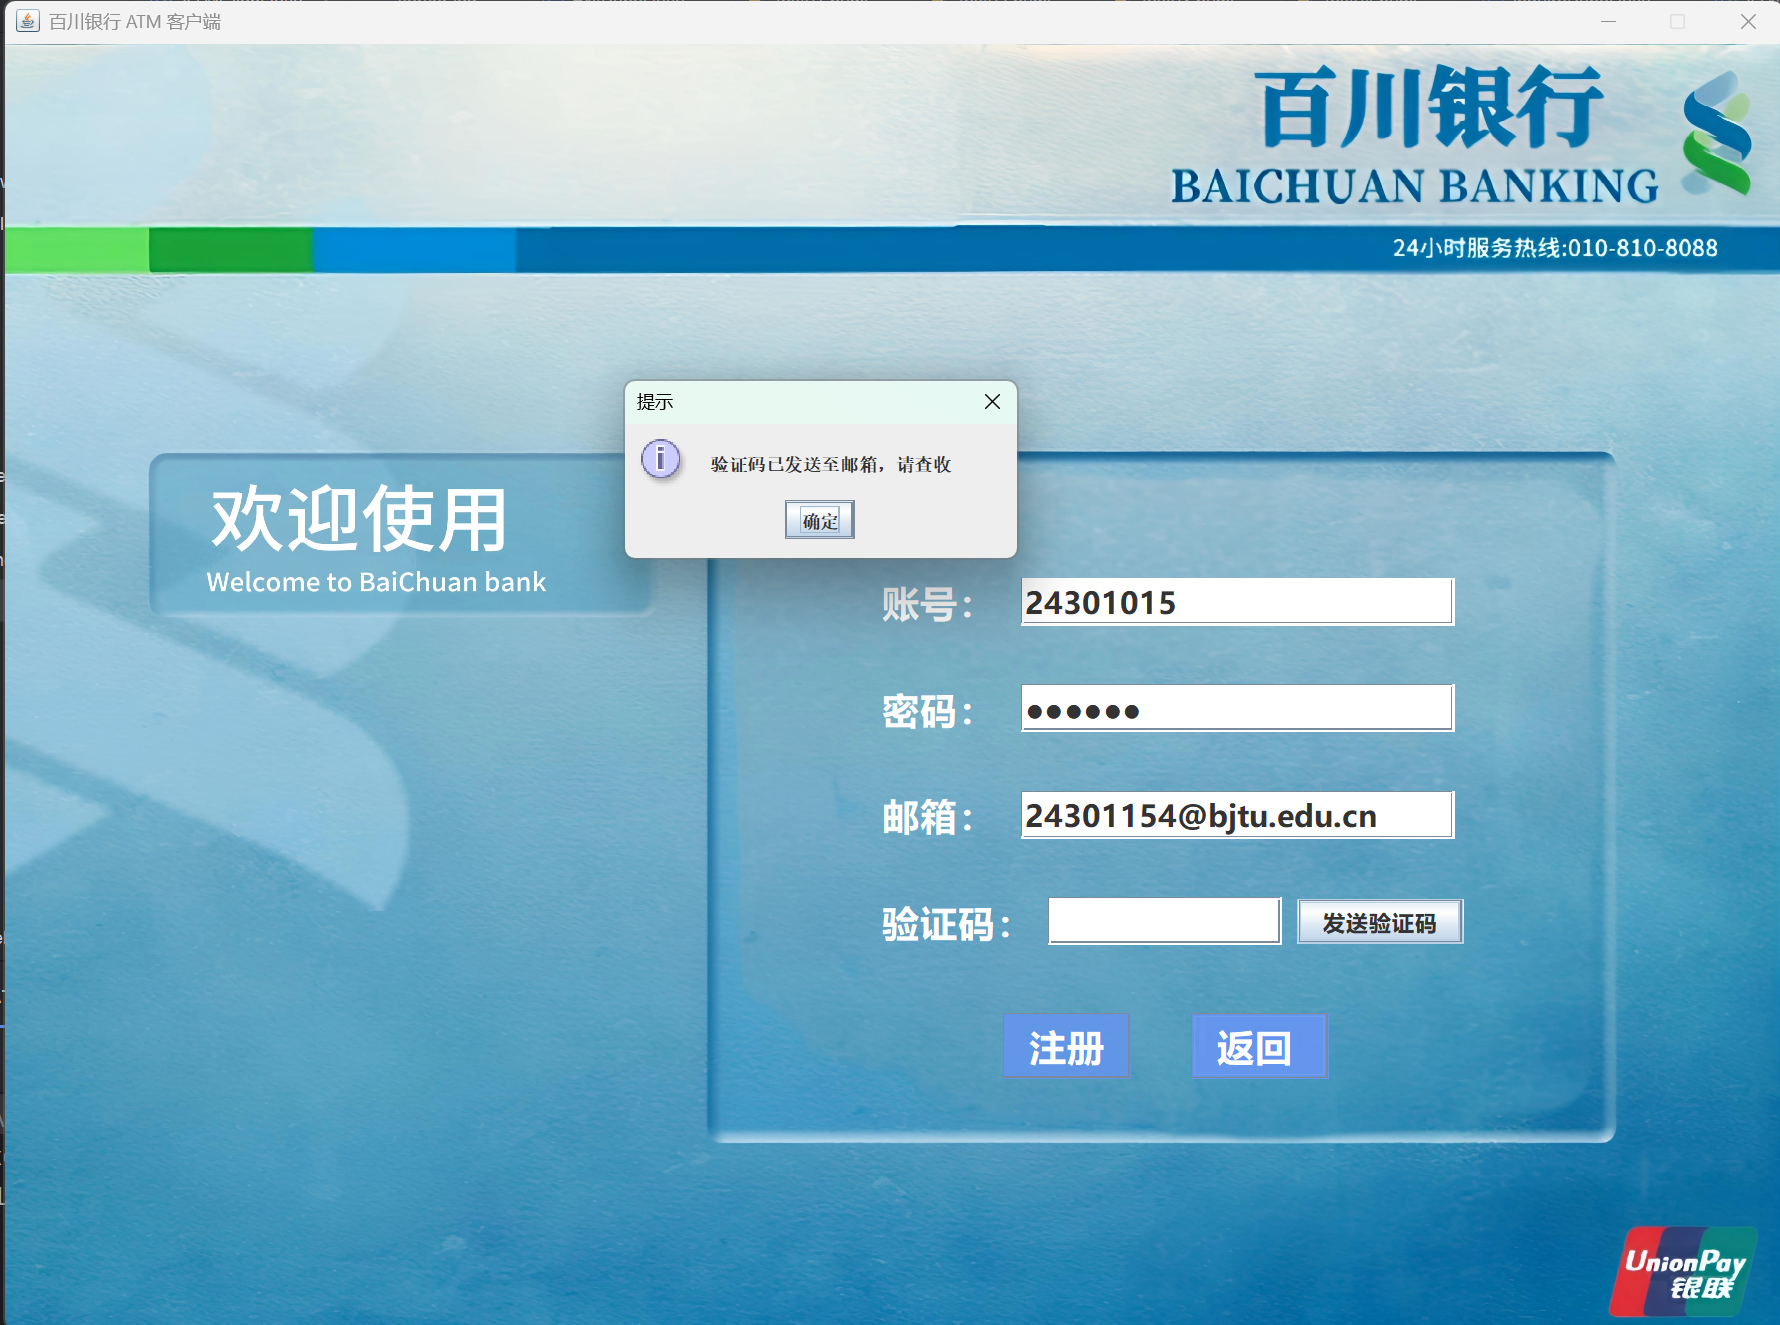 百川银行 ATM 客户端
百川银行
BAICHUAN BANKING
24小时服务热线:010-810-8088
提示
验证码已发送至邮箱，请查收
确定
欢迎使用
Welcome to BaiChuan bank
账号：
24301015
密码：
●●●●●●
邮箱：
24301154@bjtu.edu.cn
验证码：
发送验证码
注册
返回
UnionPay
银联